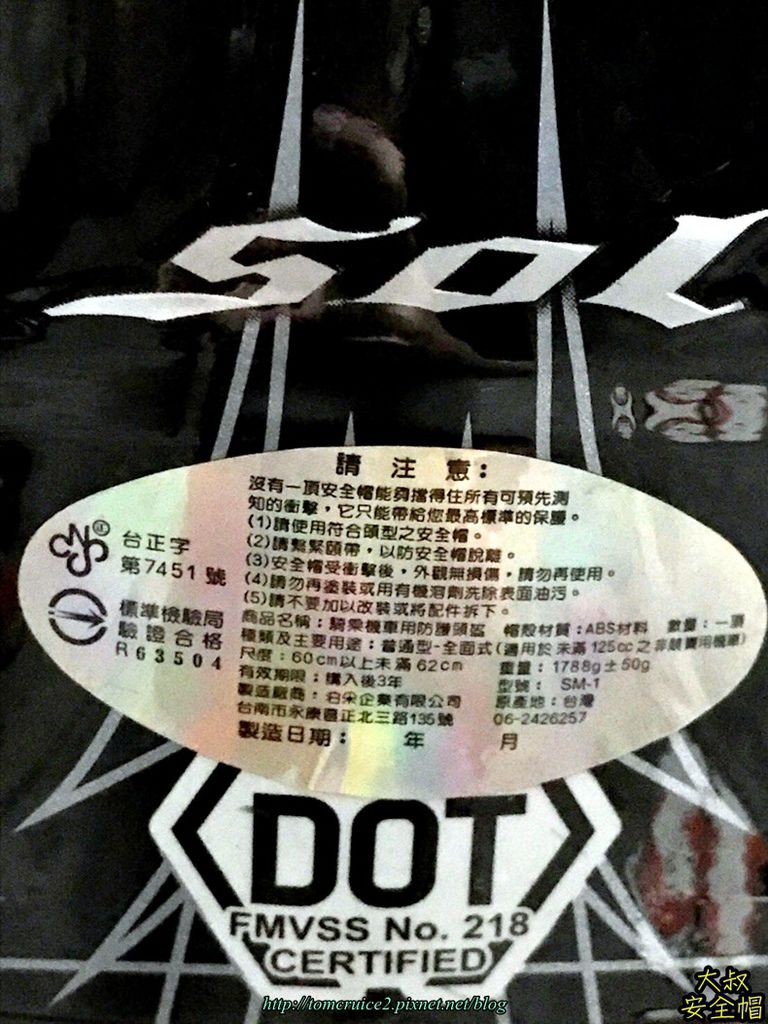 SOL
請 注 意：
沒有一頂安全帽能夠擋得住所有可預先測
知的衝擊，它只能帶給您最高標準的保護。
(1)請使用符合頭型之安全帽。
(2)請繫緊頤帶，以防安全帽脫離。
(3)安全帽受衝擊後，外觀無損傷，請勿再使用。
(4)請勿再塗裝或用有機溶劑洗除表面油污。
(5)請不要加以改裝或將配件拆下。
台正字
第7451號
標準檢驗局
驗證合格
R63504
商品名稱：騎乘機車用防護頭盔 帽殼材質：ABS材料 數量：一頂
種類及主要用途：普通型-全面式(適用於未滿125cc之非競賽用機車)
尺度：60cm以上未滿62cm 重量：1788g±50g
有效期限：購入後3年 型號： SM-1
製造廠商：泊采企業有限公司 原產地：台灣
台南市永康區正北三路135號 06-2426257
製造日期： 年 月
DOT
FMVSS No. 218
CERTIFIED
http://tomcruice2.pixnet.net/blog
大叔
安全帽